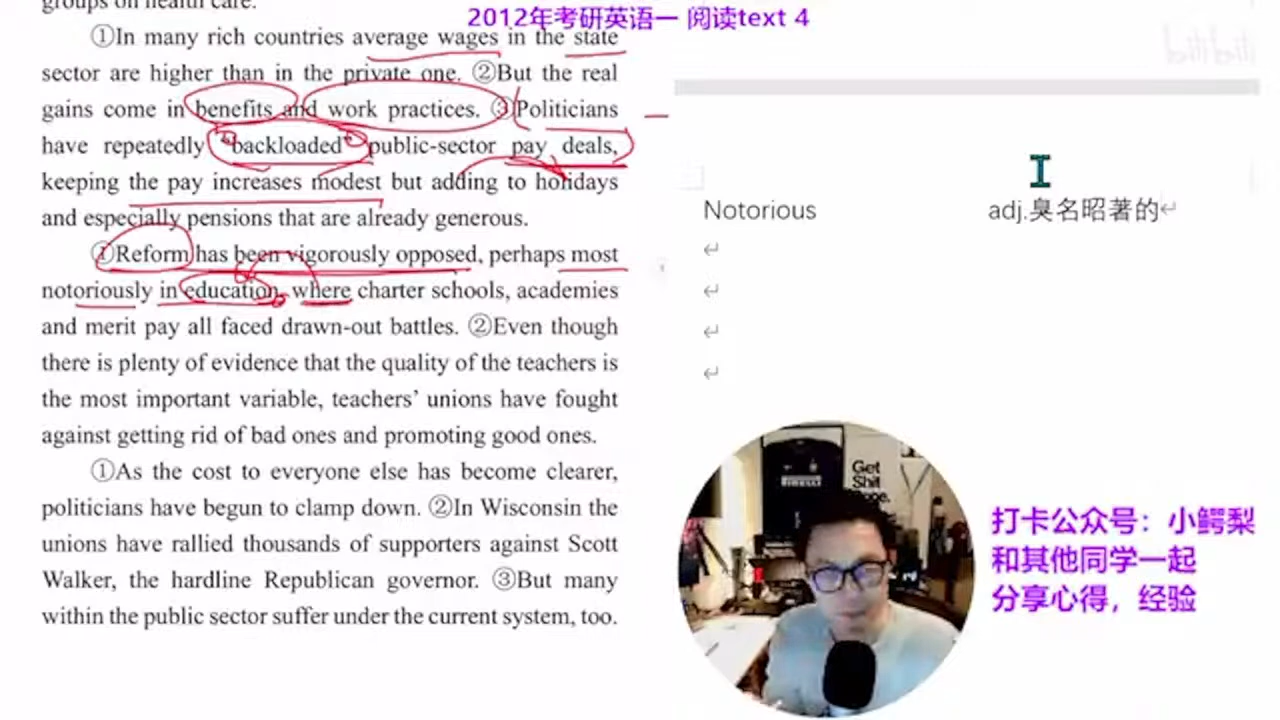 groups on health care.
2012年考研英语一 阅读text 4
①In many rich countries average wages in the state
sector are higher than in the private one. ②But the real
gains come in benefits and work practices. ③Politicians
have repeatedly "backloaded" public-sector pay deals,
keeping the pay increases modest but adding to holidays
and especially pensions that are already generous.
①Reform has been vigorously opposed, perhaps most
notoriously in education, where charter schools, academies
and merit pay all faced drawn-out battles. ②Even though
there is plenty of evidence that the quality of the teachers is
the most important variable, teachers' unions have fought
against getting rid of bad ones and promoting good ones.
①As the cost to everyone else has become clearer,
politicians have begun to clamp down. ②In Wisconsin the
unions have rallied thousands of supporters against Scott
Walker, the hardline Republican governor. ③But many
within the public sector suffer under the current system, too.
bilibili
Notorious adj.臭名昭著的
PIRELLI
Get
Shit
Done.
打卡公众号：小鳄梨
和其他同学一起
分享心得，经验